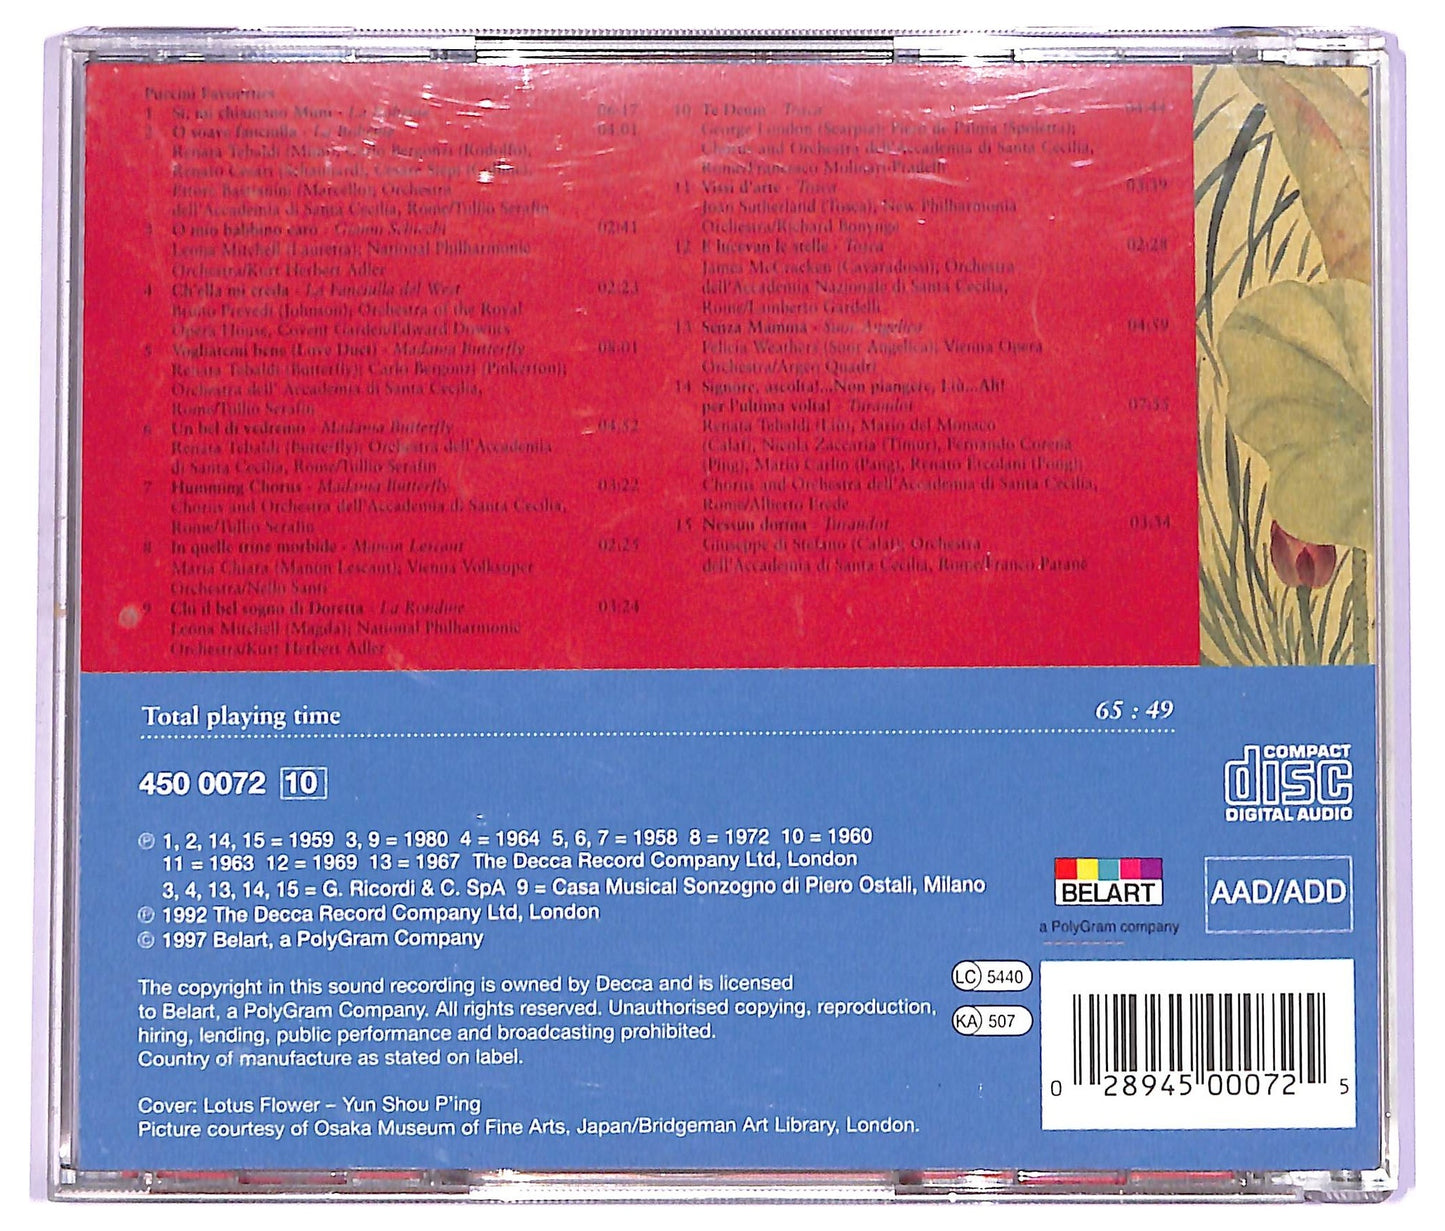 Puccini Favourites
1 Sì, mi chiamano Mimì - La Bohème 06:17
2 O soave fanciulla - La Bohème 04:01
Renata Tebaldi (Mimì); Carlo Bergonzi (Rodolfo),
Renato Cesari (Schaunard); Cesare Siepi
Ettore Bastianini (Marcello); Orchestra
dell'Accademia di Santa Cecilia, Rome/Tullio Serafin
3 O mio babbino caro - Gianni Schicchi 02:41
Leona Mitchell (Lauretta); National Philharmonic
Orchestra/Kurt Herbert Adler
4 Ch'ella mi creda - La Fanciulla del West 02:23
Bruno Prevedi (Johnson); Orchestra of the Royal
Opera House, Covent Garden/Edward Downes
5 Vogliatemi bene (Love Duet) - Madama Butterfly 08:01
Renata Tebaldi (Butterfly); Carlo Bergonzi (Pinkerton);
Orchestra dell' Accademia di Santa Cecilia,
Rome/Tullio Serafin
6 Un bel dì vedremo - Madama Butterfly 04:52
Renata Tebaldi (Butterfly); Orchestra dell'Accademia
di Santa Cecilia, Rome/Tullio Serafin
7 Humming Chorus - Madama Butterfly 03:22
Chorus and Orchestra dell'Accademia di Santa Cecilia,
Rome/Tullio Serafin
8 In quelle trine morbide - Manon Lescaut 02:25
Maria Chiara (Manon Lescaut); Vienna Volksoper
Orchestra/Nello Santi
9 Chi il bel sogno di Doretta - La Rondine 03:24
Leona Mitchell (Magda); National Philharmonic
Orchestra/Kurt Herbert Adler
10 Te Deum - Tosca 04:44
George London (Scarpia); Piero de Palma (Spoletta);
Chorus and Orchestra dell'Accademia di Santa Cecilia,
Rome/Francesco Molinari-Pradelli
11 Vissi d'arte - Tosca 03:39
Joan Sutherland (Tosca); New Philharmonia
Orchestra/Richard Bonynge
12 E lucevan le stelle - Tosca 02:28
James McCracken (Cavaradossi); Orchestra
dell'Accademia Nazionale di Santa Cecilia,
Rome/Lamberto Gardelli
13 Senza Mamma - Suor Angelica 04:59
Felicia Weathers (Suor Angelica); Vienna Opera
Orchestra/Argeo Quadri
14 Signore, ascolta!...Non piangere, Liù...Ah!
per l'ultima volta! - Turandot 07:55
Renata Tebaldi (Liù), Mario del Monaco
(Calaf), Nicola Zaccaria (Timur), Fernando Corena
(Ping), Mario Carlin (Pang), Renato Ercolani (Pong)
Chorus and Orchestra dell'Accademia di Santa Cecilia,
Rome/Alberto Erede
15 Nessun dorma - Turandot 03:34
Giuseppe di Stefano (Calaf); Orchestra
dell'Accademia di Santa Cecilia, Rome/Franco Patanè
Total playing time 65 : 49
450 0072 10
COMPACT
disc
DIGITAL AUDIO
℗ 1, 2, 14, 15 = 1959 3, 9 = 1980 4 = 1964 5, 6, 7 = 1958 8 = 1972 10 = 1960
11 = 1963 12 = 1969 13 = 1967 The Decca Record Company Ltd, London
3, 4, 13, 14, 15 = G. Ricordi & C. SpA 9 = Casa Musical Sonzogno di Piero Ostali, Milano
℗ 1992 The Decca Record Company Ltd, London
© 1997 Belart, a PolyGram Company
BELART
a PolyGram company
AAD/ADD
The copyright in this sound recording is owned by Decca and is licensed
to Belart, a PolyGram Company. All rights reserved. Unauthorised copying, reproduction,
hiring, lending, public performance and broadcasting prohibited.
Country of manufacture as stated on label.
LC 5440
KA 507
0 28945 00072 5
Cover: Lotus Flower – Yun Shou P'ing
Picture courtesy of Osaka Museum of Fine Arts, Japan/Bridgeman Art Library, London.